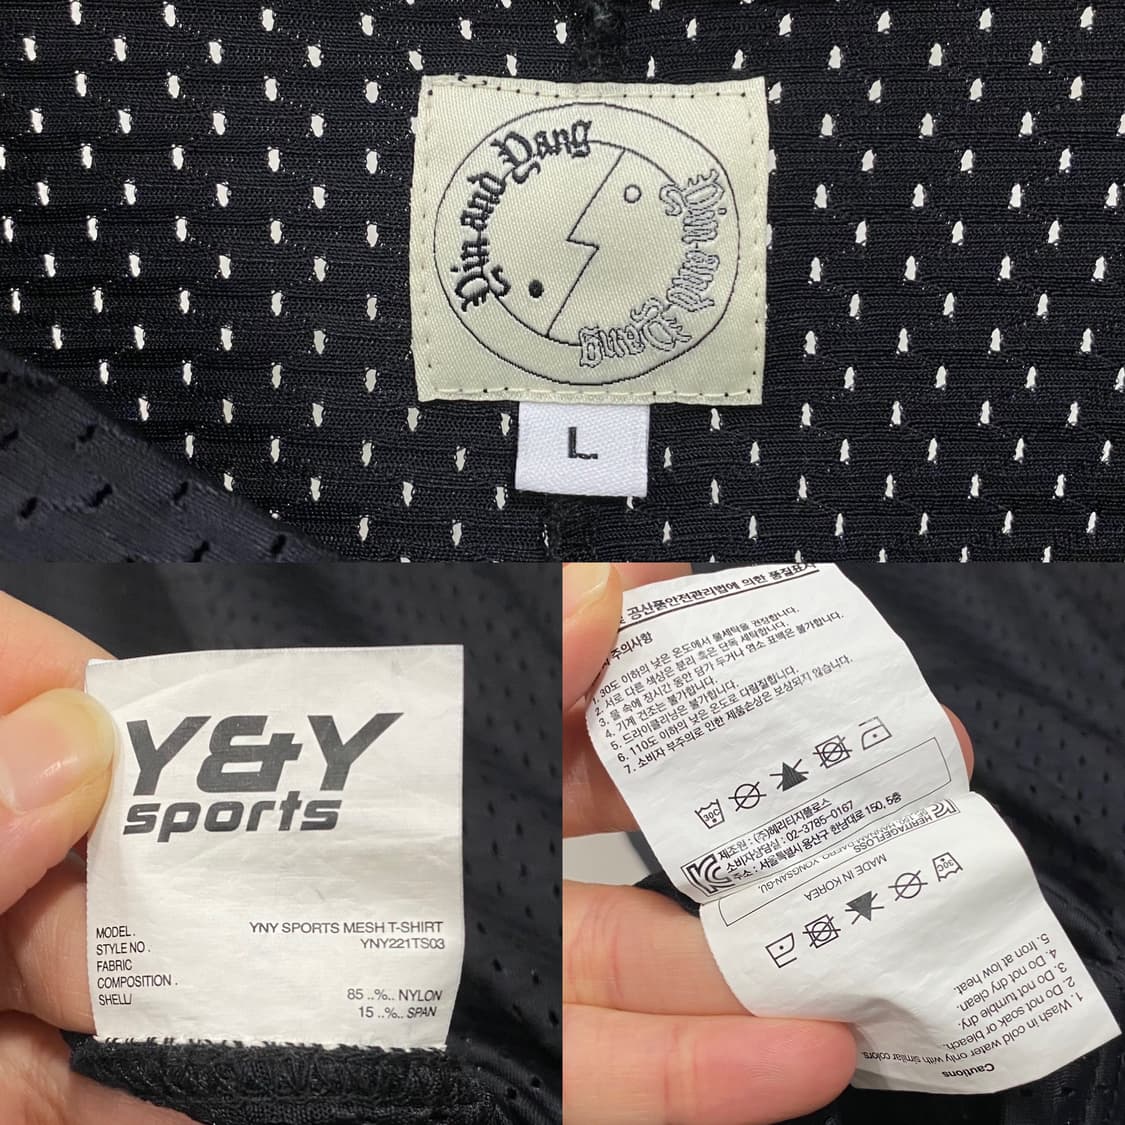 Yin and Yang
Yin and Yang
L
Y&Y
sports
MODEL. YNY SPORTS MESH T-SHIRT
STYLE NO. YNY221TS03
FABRIC
COMPOSITION.
SHELL/ 85 ..%.. NYLON
15 ..%.. SPAN
공산품안전관리법에 의한 품질표시
주의사항
1. 30도 이하의 낮은 온도에서 물세탁을 권장합니다.
2. 서로 다른 색상은 분리 혹은 단독 세탁합니다.
3. 물 속에 장시간 동안 담가 두거나 염소 표백은 불가합니다.
4. 기계 건조는 불가합니다.
5. 드라이클리닝은 불가합니다.
6. 110도 이하의 낮은 온도로 다림질합니다.
7. 소비자 부주의로 인한 제품손상은 보상되지 않습니다.
30C
제조원 : (주)헤리티지플로스
소비자상담실 : 02-3785-0167
주소 : 서울특별시 용산구 한남대로 150, 5층
Cautions
1. Wash in cold water only with similar colors.
2. Do not soak or bleach.
3. Do not tumble dry.
4. Do not dry clean.
5. Iron at low heat.
30C
MADE IN KOREA
HERITAGEFLOSS
YONGSAN-GU,